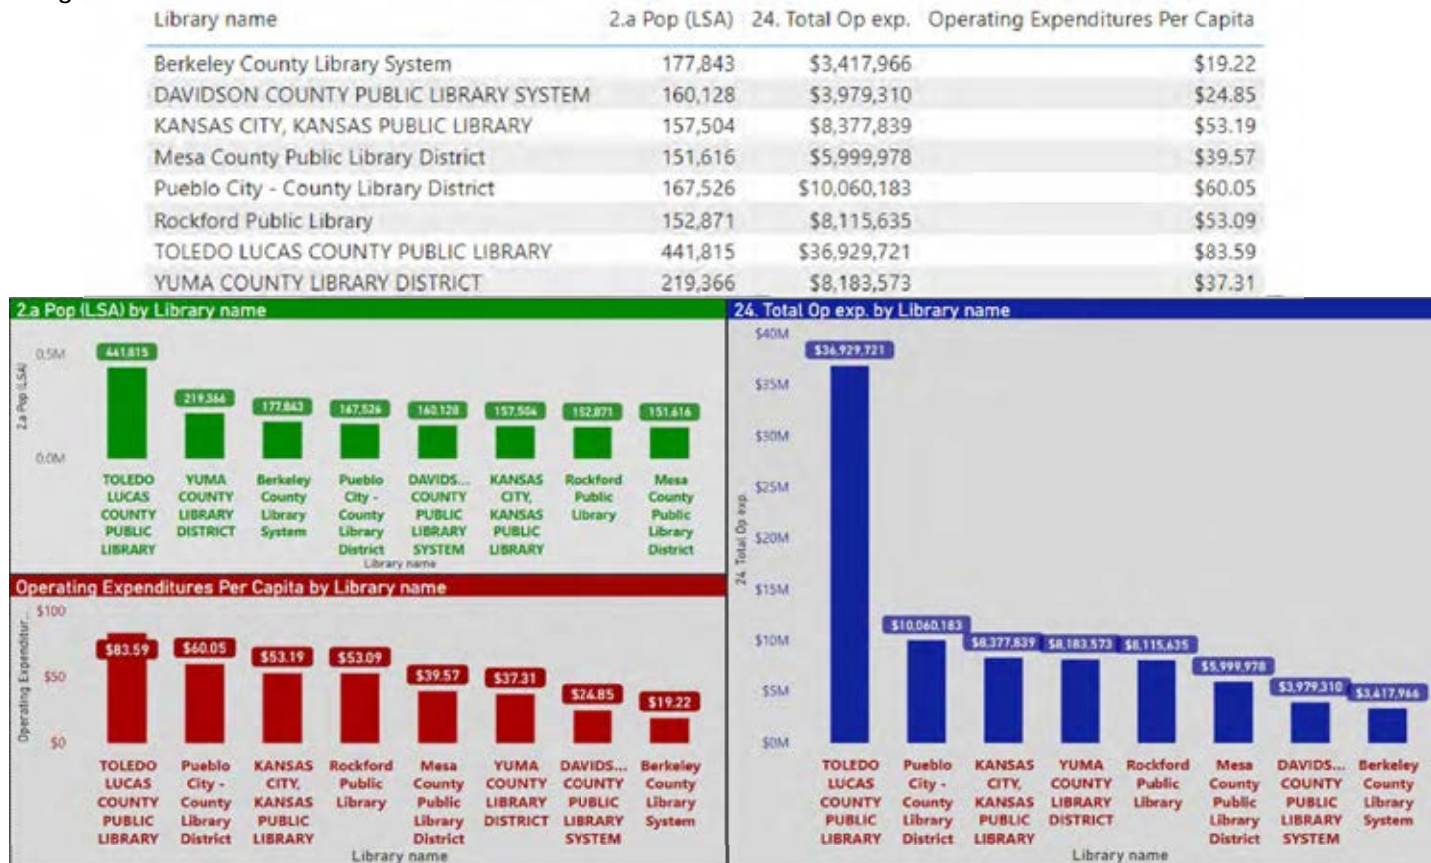 Library name 2.a Pop (LSA) 24. Total Op exp. Operating Expenditures Per Capita
Berkeley County Library System 177,843 $3,417,966 $19.22
DAVIDSON COUNTY PUBLIC LIBRARY SYSTEM 160,128 $3,979,310 $24.85
KANSAS CITY, KANSAS PUBLIC LIBRARY 157,504 $8,377,839 $53.19
Mesa County Public Library District 151,616 $5,999,978 $39.57
Pueblo City - County Library District 167,526 $10,060,183 $60.05
Rockford Public Library 152,871 $8,115,635 $53.09
TOLEDO LUCAS COUNTY PUBLIC LIBRARY 441,815 $36,929,721 $83.59
YUMA COUNTY LIBRARY DISTRICT 219,366 $8,183,573 $37.31
2.a Pop (LSA) by Library name
2.a Pop (LSA)
0.5M
0.0M
441,815 219,366 177,843 167,526 160,128 157,504 152,871 151,616
TOLEDO YUMA Berkeley Pueblo DAVIDS... KANSAS Rockford Mesa
LUCAS COUNTY County City - COUNTY CITY, Public County
COUNTY LIBRARY Library County PUBLIC KANSAS Library Public
PUBLIC DISTRICT System Library LIBRARY PUBLIC Library
LIBRARY District SYSTEM LIBRARY District
Library name
Operating Expenditures Per Capita by Library name
Operating Expenditur...
$100
$50
$0
$83.59 $60.05 $53.19 $53.09 $39.57 $37.31 $24.85 $19.22
TOLEDO Pueblo KANSAS Rockford Mesa YUMA DAVIDS... Berkeley
LUCAS City - CITY, Public County COUNTY COUNTY County
COUNTY County KANSAS Library Public LIBRARY PUBLIC Library
PUBLIC Library PUBLIC Library DISTRICT LIBRARY System
LIBRARY District LIBRARY District SYSTEM
Library name
24. Total Op exp. by Library name
24. Total Op exp.
$40M
$35M
$30M
$25M
$20M
$15M
$10M
$5M
$0M
$36,929,721 $10,060,183 $8,377,839 $8,183,573 $8,115,635 $5,999,978 $3,979,310 $3,417,966
TOLEDO Pueblo KANSAS YUMA Rockford Mesa DAVIDS... Berkeley
LUCAS City - CITY, COUNTY Public County COUNTY County
COUNTY County KANSAS LIBRARY Library Public PUBLIC Library
PUBLIC Library PUBLIC DISTRICT Library LIBRARY System
LIBRARY District LIBRARY District SYSTEM
Library name